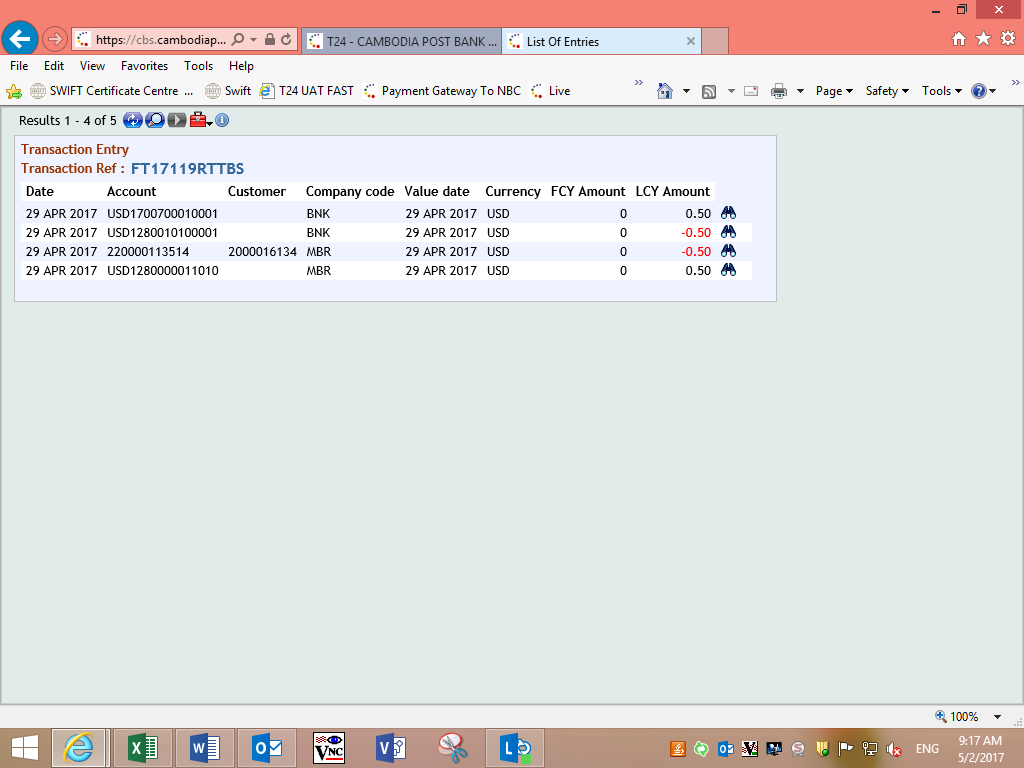 https://cbs.cambodiap...
T24 - CAMBODIA POST BANK ...
List Of Entries
File Edit View Favorites Tools Help
SWIFT Certificate Centre ... Swift T24 UAT FAST Payment Gateway To NBC Live Page Safety Tools
Results 1 - 4 of 5
Transaction Entry
Transaction Ref : FT17119RTTBS
Date Account Customer Company code Value date Currency FCY Amount LCY Amount
29 APR 2017 USD1700700010001 BNK 29 APR 2017 USD 0 0.50
29 APR 2017 USD1280010100001 BNK 29 APR 2017 USD 0 -0.50
29 APR 2017 220000113514 2000016134 MBR 29 APR 2017 USD 0 -0.50
29 APR 2017 USD1280000011010 MBR 29 APR 2017 USD 0 0.50
100%
VNC
ENG
9:17 AM
5/2/2017